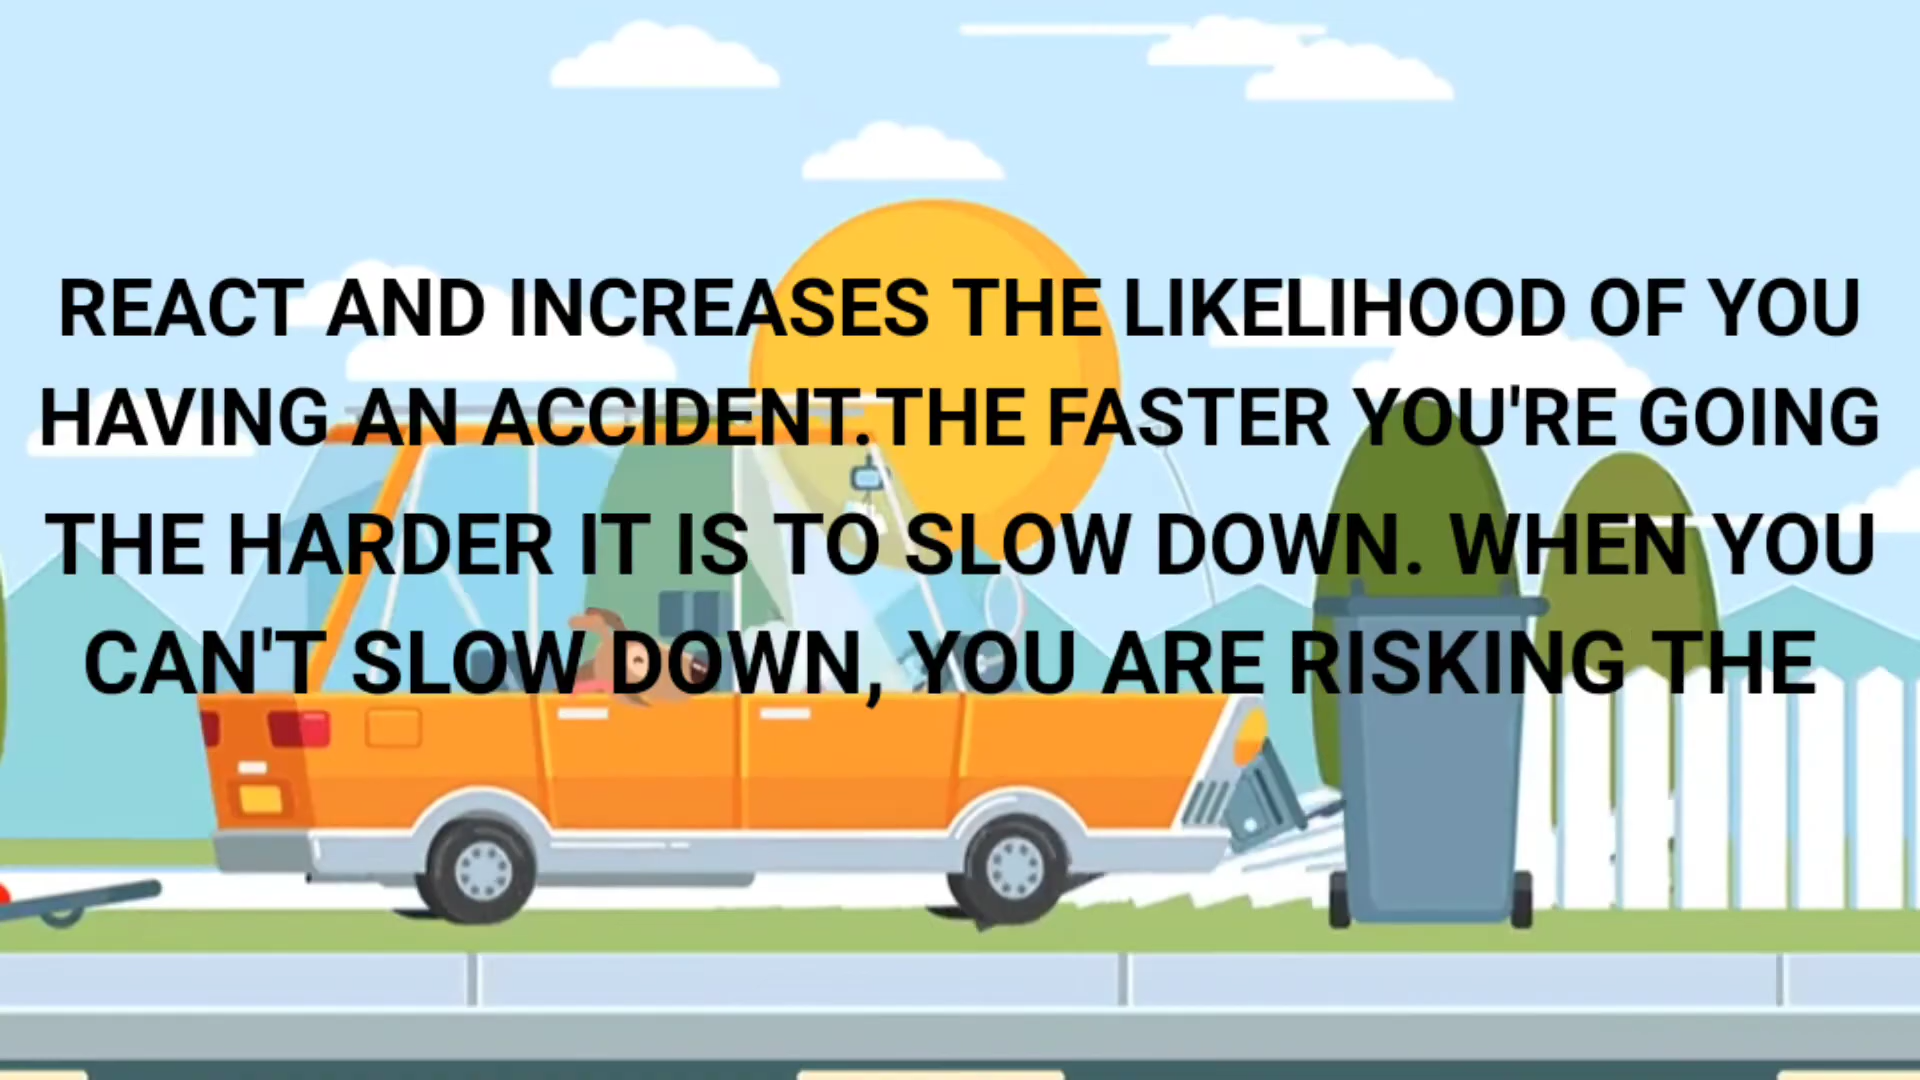 REACT AND INCREASES THE LIKELIHOOD OF YOU
HAVING AN ACCIDENT.THE FASTER YOU'RE GOING
THE HARDER IT IS TO SLOW DOWN. WHEN YOU
CAN'T SLOW DOWN, YOU ARE RISKING THE